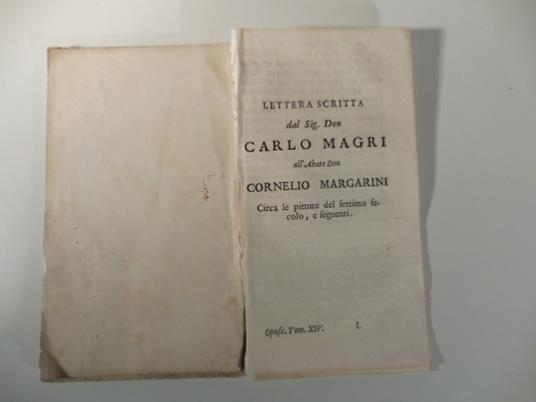 LETTERA SCRITTA
dal Sig. Don
CARLO MAGRI
all'Abate Don
CORNELIO MARGARINI
Circa le pitture del settimo se-
colo, e seguenti.
Opusc. Tom. XIV. I.